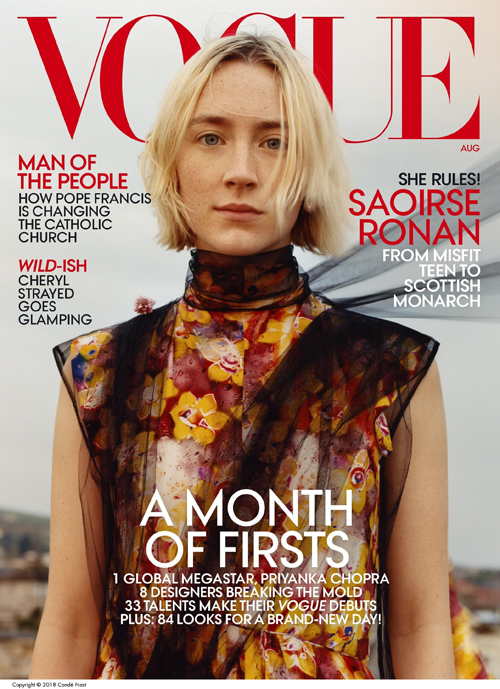 VOGUE
AUG
MAN OF
THE PEOPLE
HOW POPE FRANCIS
IS CHANGING
THE CATHOLIC
CHURCH
WILD-ISH
CHERYL
STRAYED
GOES
GLAMPING
SHE RULES!
SAOIRSE
RONAN
FROM MISFIT
TEEN TO
SCOTTISH
MONARCH
A MONTH
OF FIRSTS
1 GLOBAL MEGASTAR, PRIYANKA CHOPRA
8 DESIGNERS BREAKING THE MOLD
33 TALENTS MAKE THEIR VOGUE DEBUTS
PLUS: 84 LOOKS FOR A BRAND-NEW DAY!
Copyright © 2018 Condé Nast